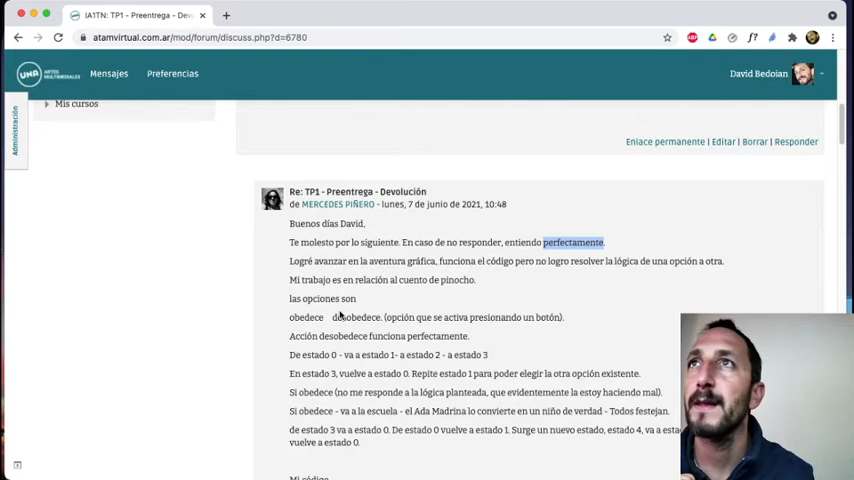 IA1TN: TP1 - Preentrega - Dev
atamvirtual.com.ar/mod/forum/discuss.php?d=6780
ABP
f?
UNA ARTES MULTIMEDIALES
Mensajes
Preferencias
David Bedoian
Administración
Mis cursos
Enlace permanente | Editar | Borrar | Responder
Re: TP1 - Preentrega - Devolución
de MERCEDES PIÑERO - lunes, 7 de junio de 2021, 10:48
Buenos días David,
Te molesto por lo siguiente. En caso de no responder, entiendo perfectamente.
Logré avanzar en la aventura gráfica, funciona el código pero no logro resolver la lógica de una opción a otra.
Mi trabajo es en relación al cuento de pinocho.
las opciones son
obedece desobedece. (opción que se activa presionando un botón).
Acción desobedece funciona perfectamente.
De estado 0 - va a estado 1- a estado 2 - a estado 3
En estado 3, vuelve a estado 0. Repite estado 1 para poder elegir la otra opción existente.
Si obedece (no me responde a la lógica planteada, que evidentemente la estoy haciendo mal).
Si obedece - va a la escuela - el Ada Madrina lo convierte en un niño de verdad - Todos festejan.
de estado 3 va a estado 0. De estado 0 vuelve a estado 1. Surge un nuevo estado, estado 4, va a esta
vuelve a estado 0.
Mi código